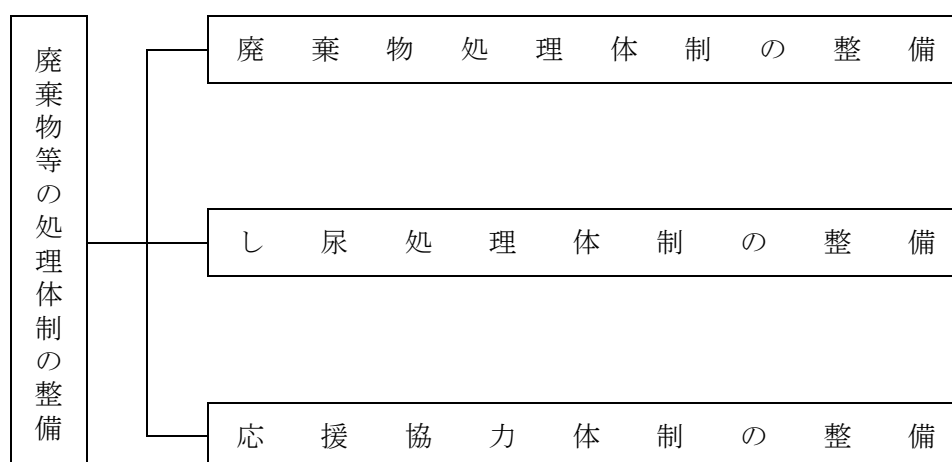 廃棄物等の処理体制の整備
廃棄物処理体制の整備
し尿処理体制の整備
応援協力体制の整備